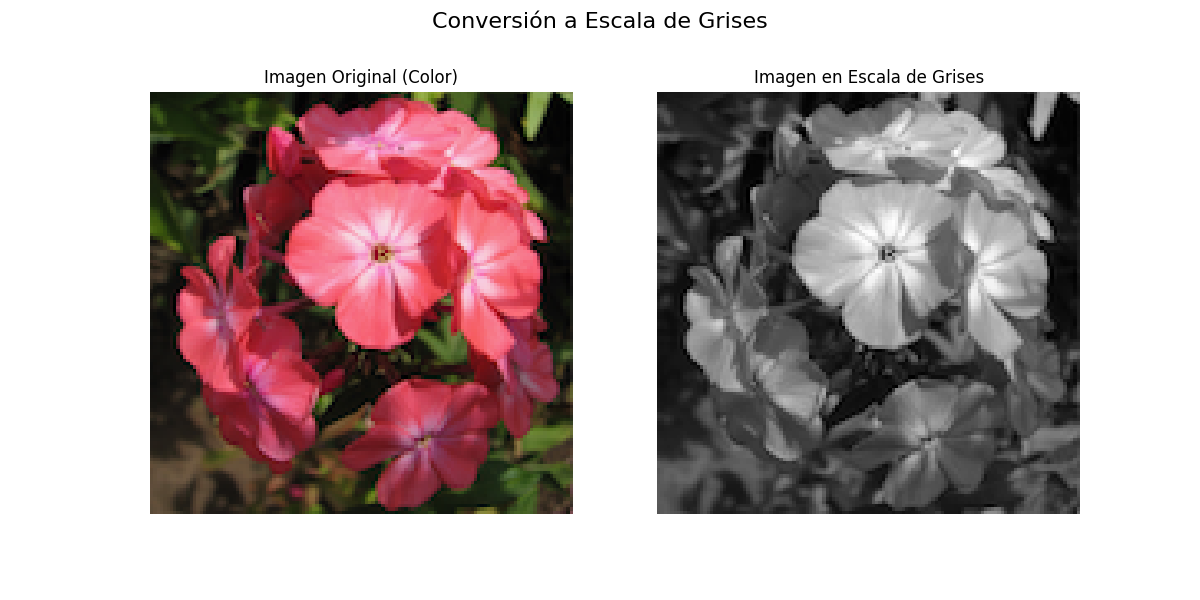 Conversión a Escala de Grises
Imagen Original (Color)
Imagen en Escala de Grises